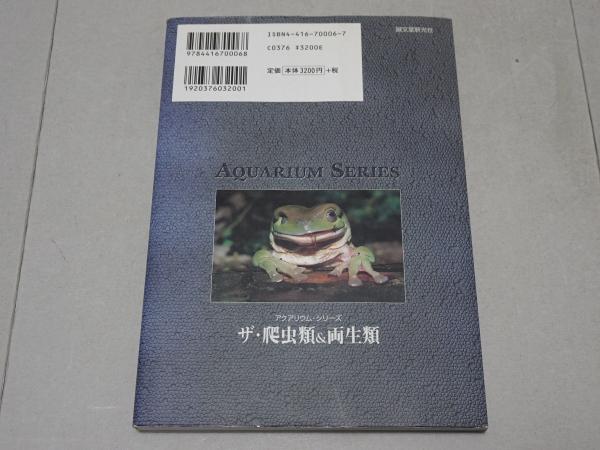 ISBN4-416-70006-7
C0376 ¥3200E
定価 本体3200円 +税
9784416700068
1920376032001
誠文堂新光社
AQUARIUM SERIES
アクアリウム・シリーズ
ザ・爬虫類&両生類